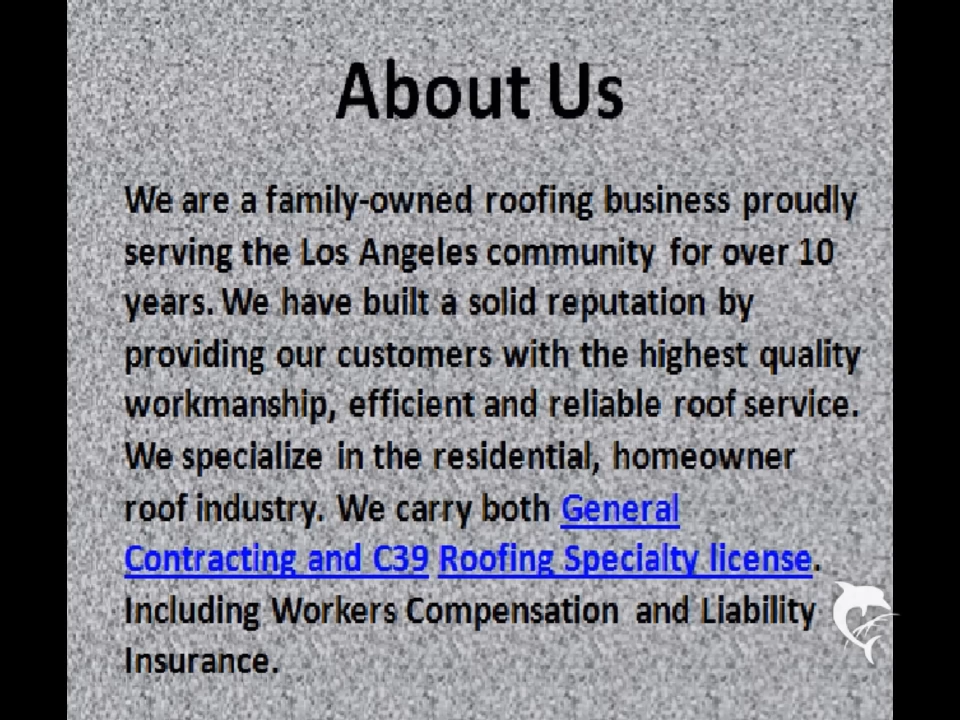 About Us
We are a family-owned roofing business proudly
serving the Los Angeles community for over 10
years. We have built a solid reputation by
providing our customers with the highest quality
workmanship, efficient and reliable roof service.
We specialize in the residential, homeowner
roof industry. We carry both General
Contracting and C39 Roofing Specialty license.
Including Workers Compensation and Liability
Insurance.